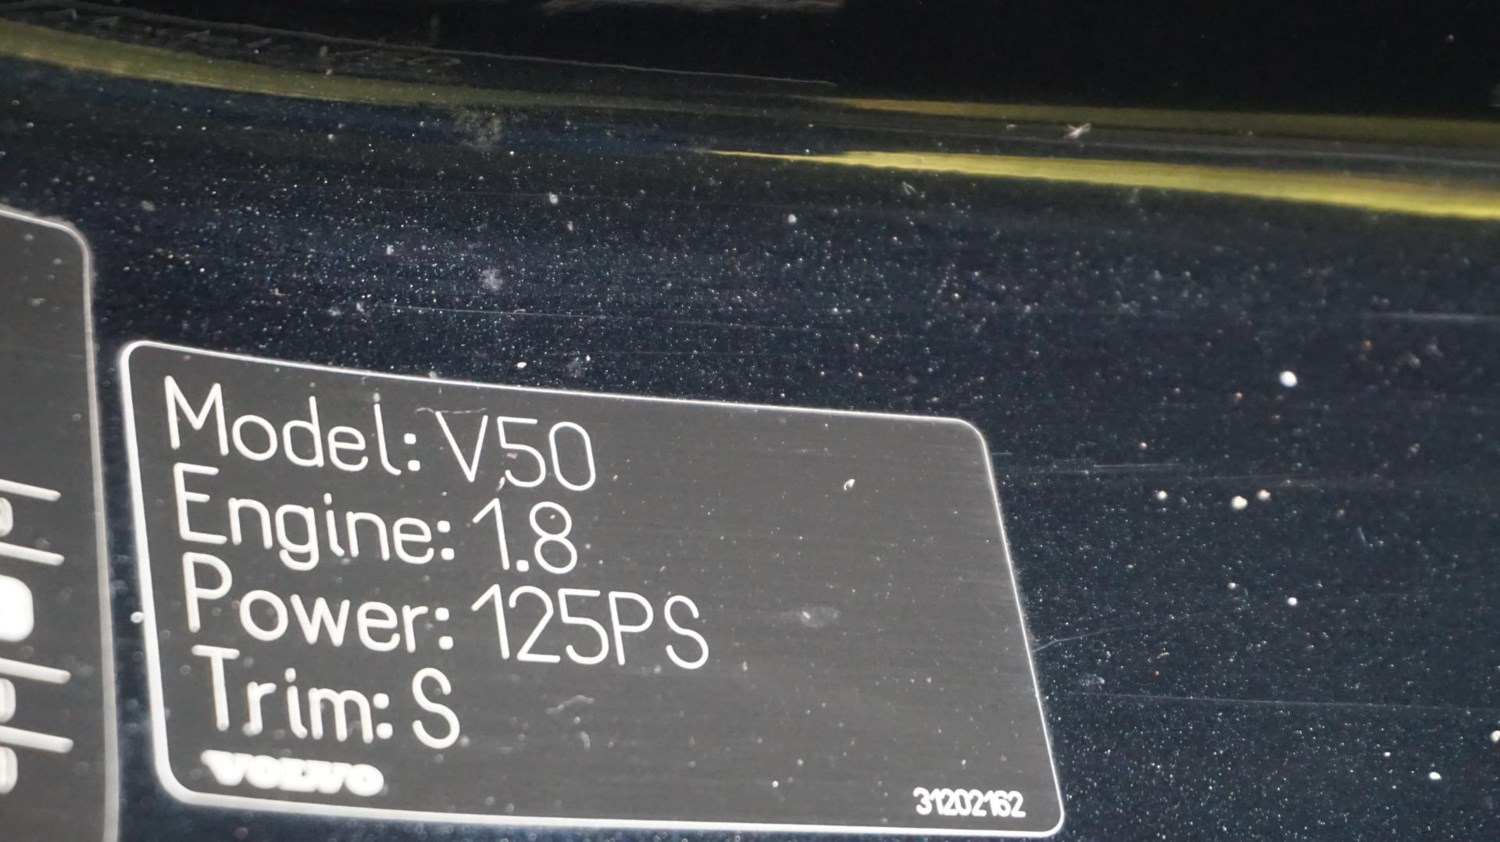 Model: V50
Engine: 1.8
Power: 125PS
Trim: S
VOLVO
31202162